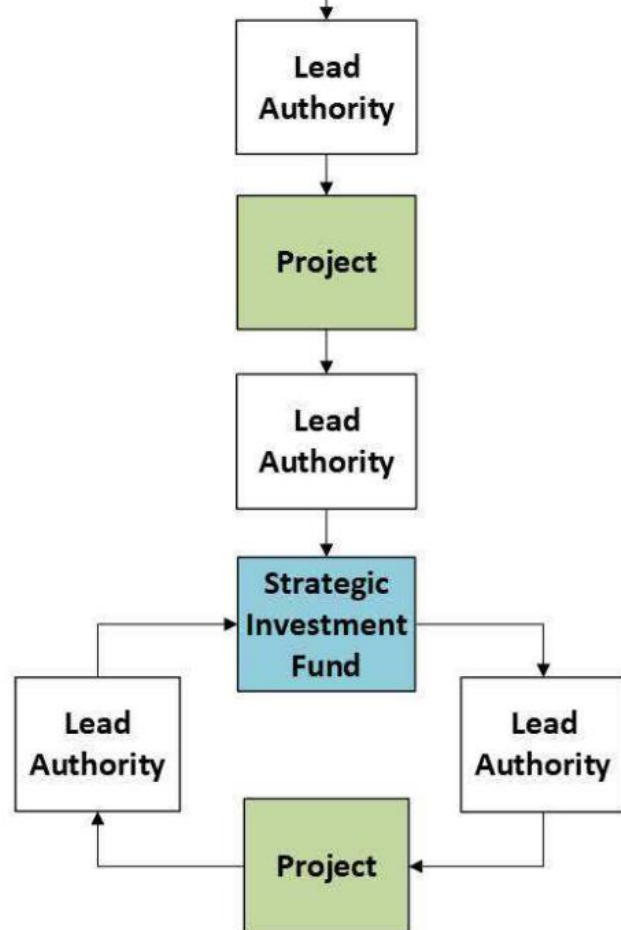 Lead
Authority
Project
Lead
Authority
Strategic
Investment
Fund
Lead
Authority
Lead
Authority
Project